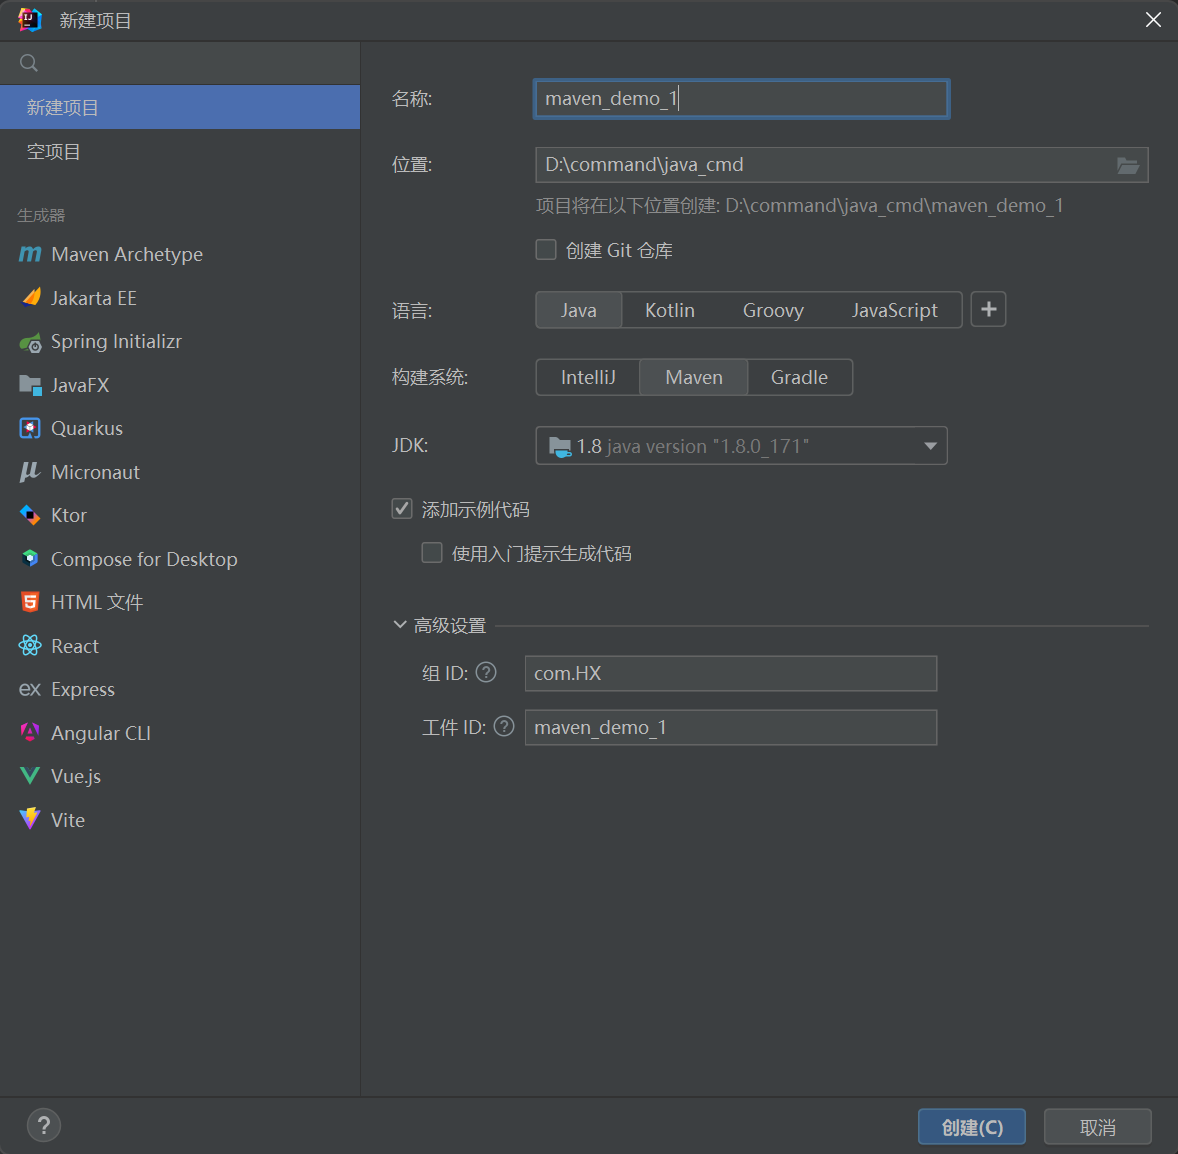 新建项目
新建项目
空项目
生成器
Maven Archetype
Jakarta EE
Spring Initializr
JavaFX
Quarkus
Micronaut
Ktor
Compose for Desktop
HTML 文件
React
ex Express
Angular CLI
Vue.js
Vite
名称: maven_demo_1
位置: D:\command\java_cmd
项目将在以下位置创建: D:\command\java_cmd\maven_demo_1
创建 Git 仓库
语言: Java Kotlin Groovy JavaScript +
构建系统: IntelliJ Maven Gradle
JDK: 1.8 java version "1.8.0_171"
添加示例代码
使用入门提示生成代码
高级设置
组 ID: ? com.HX
工件 ID: ? maven_demo_1
? 创建(C) 取消